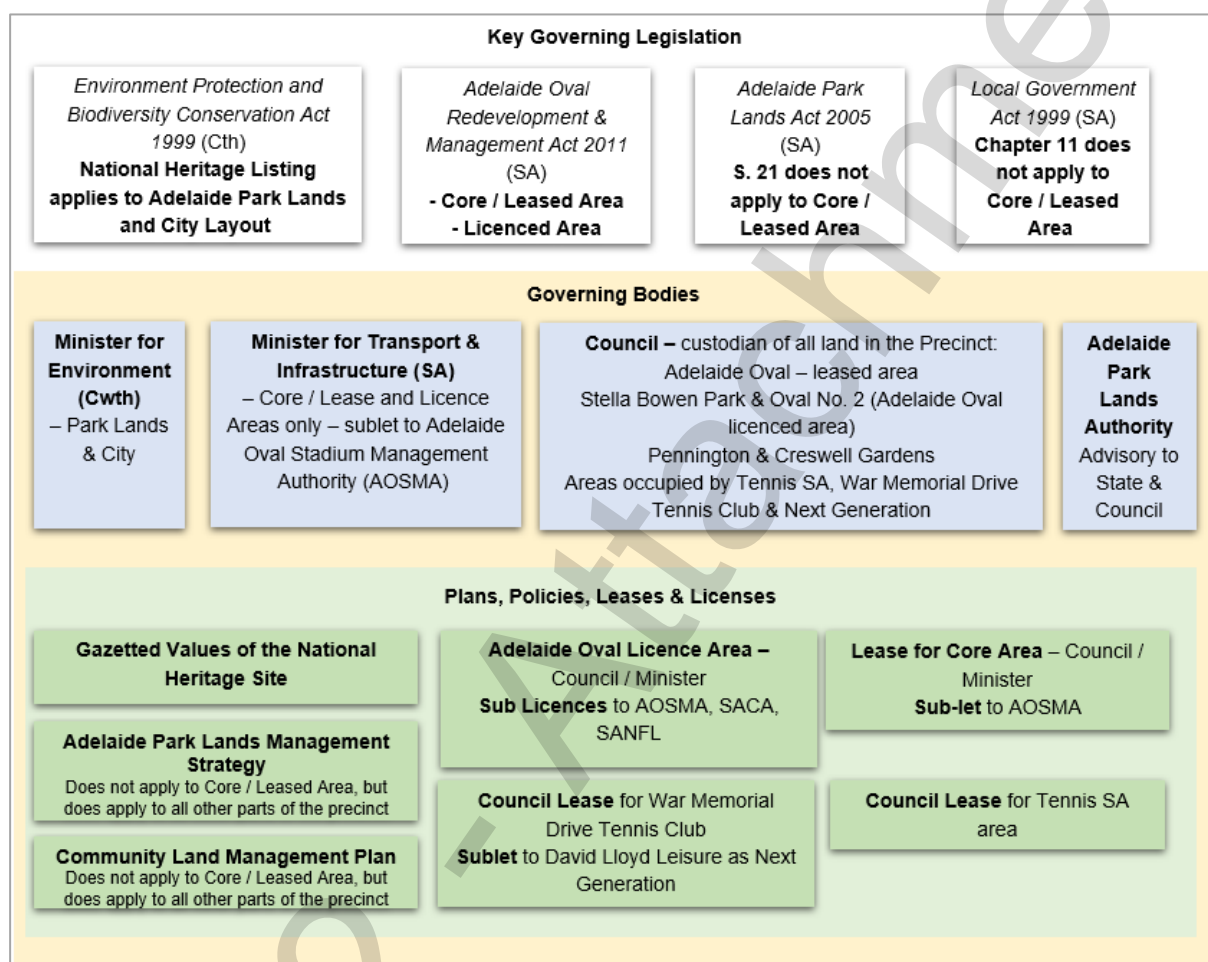 Key Governing Legislation
Environment Protection and
Biodiversity Conservation Act
1999 (Cth)
National Heritage Listing
applies to Adelaide Park Lands
and City Layout
Adelaide Oval
Redevelopment &
Management Act 2011
(SA)
- Core / Leased Area
- Licenced Area
Adelaide Park
Lands Act 2005
(SA)
S. 21 does not
apply to Core /
Leased Area
Local Government
Act 1999 (SA)
Chapter 11 does
not apply to
Core / Leased
Area
Governing Bodies
Minister for
Environment
(Cwth)
– Park Lands
& City
Minister for Transport &
Infrastructure (SA)
– Core / Lease and Licence
Areas only – sublet to Adelaide
Oval Stadium Management
Authority (AOSMA)
Council – custodian of all land in the Precinct:
Adelaide Oval – leased area
Stella Bowen Park & Oval No. 2 (Adelaide Oval
licenced area)
Pennington & Creswell Gardens
Areas occupied by Tennis SA, War Memorial Drive
Tennis Club & Next Generation
Adelaide
Park
Lands
Authority
Advisory to
State &
Council
Plans, Policies, Leases & Licenses
Gazetted Values of the National
Heritage Site
Adelaide Park Lands Management
Strategy
Does not apply to Core / Leased Area, but
does apply to all other parts of the precinct
Community Land Management Plan
Does not apply to Core / Leased Area, but
does apply to all other parts of the precinct
Adelaide Oval Licence Area –
Council / Minister
Sub Licences to AOSMA, SACA,
SANFL
Council Lease for War Memorial
Drive Tennis Club
Sublet to David Lloyd Leisure as Next
Generation
Lease for Core Area – Council /
Minister
Sub-let to AOSMA
Council Lease for Tennis SA
area
- Attachme